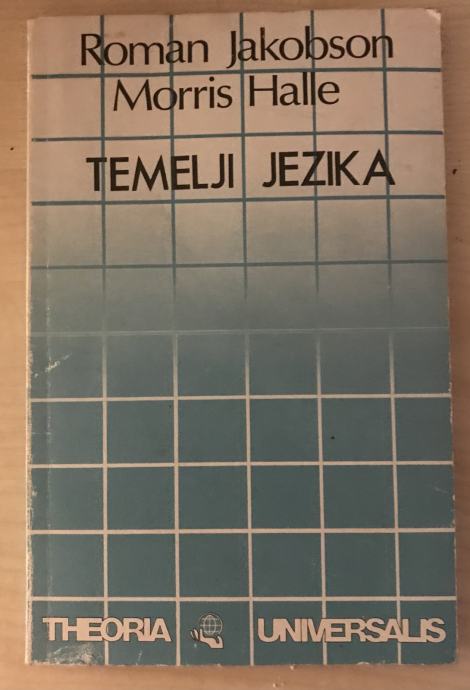 Roman Jakobson
Morris Halle
TEMELJI JEZIKA
THEORIA UNIVERSALIS